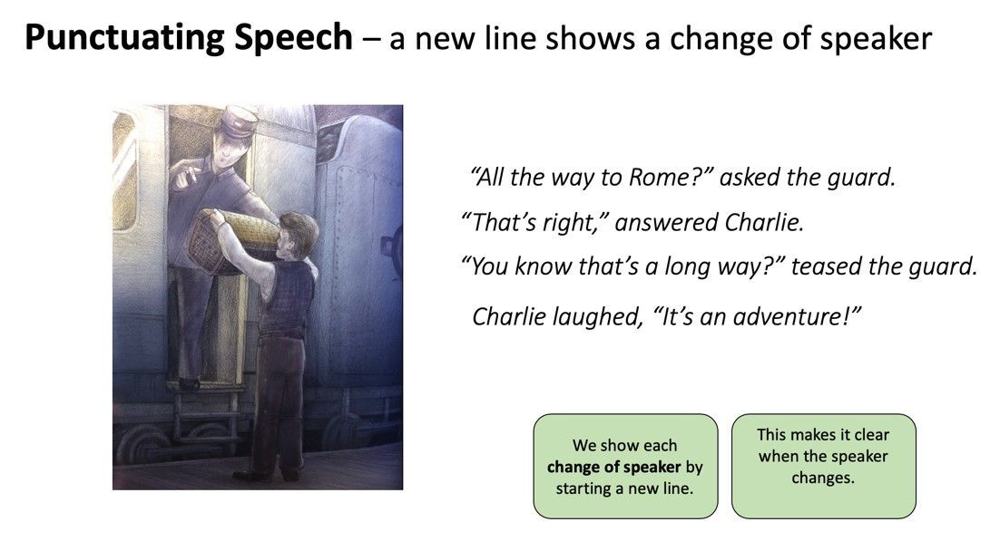 Punctuating Speech – a new line shows a change of speaker
“All the way to Rome?” asked the guard.
“That’s right,” answered Charlie.
“You know that’s a long way?” teased the guard.
Charlie laughed, “It’s an adventure!”
We show each
change of speaker by
starting a new line.
This makes it clear
when the speaker
changes.